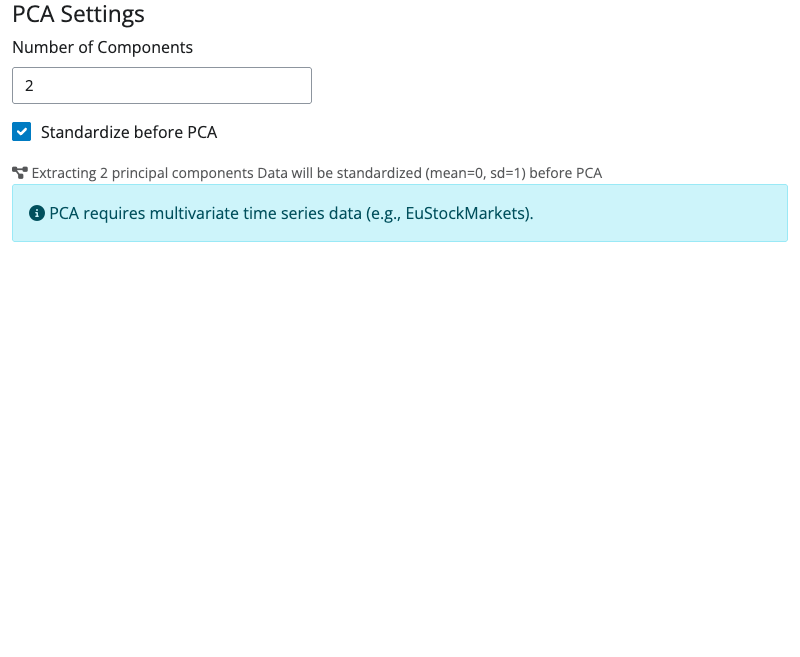 PCA Settings
Number of Components
2
Standardize before PCA
Extracting 2 principal components Data will be standardized (mean=0, sd=1) before PCA
PCA requires multivariate time series data (e.g., EuStockMarkets).